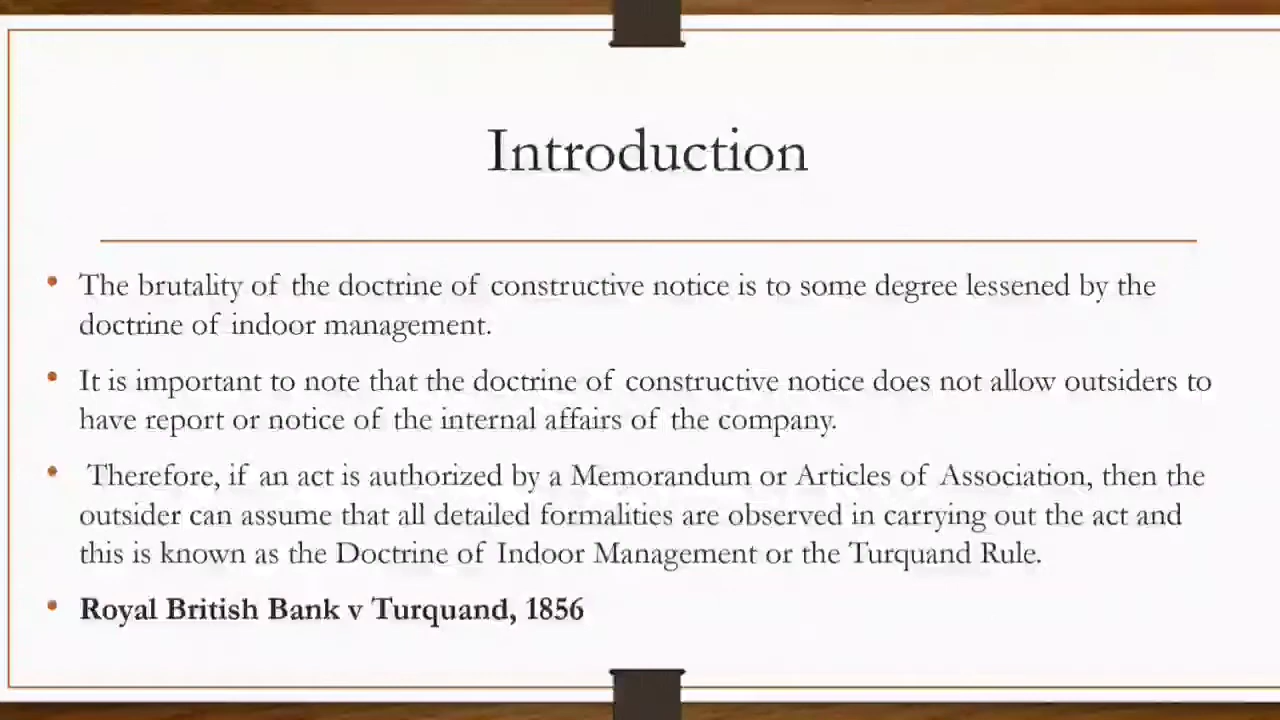 Introduction
• The brutality of the doctrine of constructive notice is to some degree lessened by the
doctrine of indoor management.
• It is important to note that the doctrine of constructive notice does not allow outsiders to
have report or notice of the internal affairs of the company.
• Therefore, if an act is authorized by a Memorandum or Articles of Association, then the
outsider can assume that all detailed formalities are observed in carrying out the act and
this is known as the Doctrine of Indoor Management or the Turquand Rule.
• Royal British Bank v Turquand, 1856